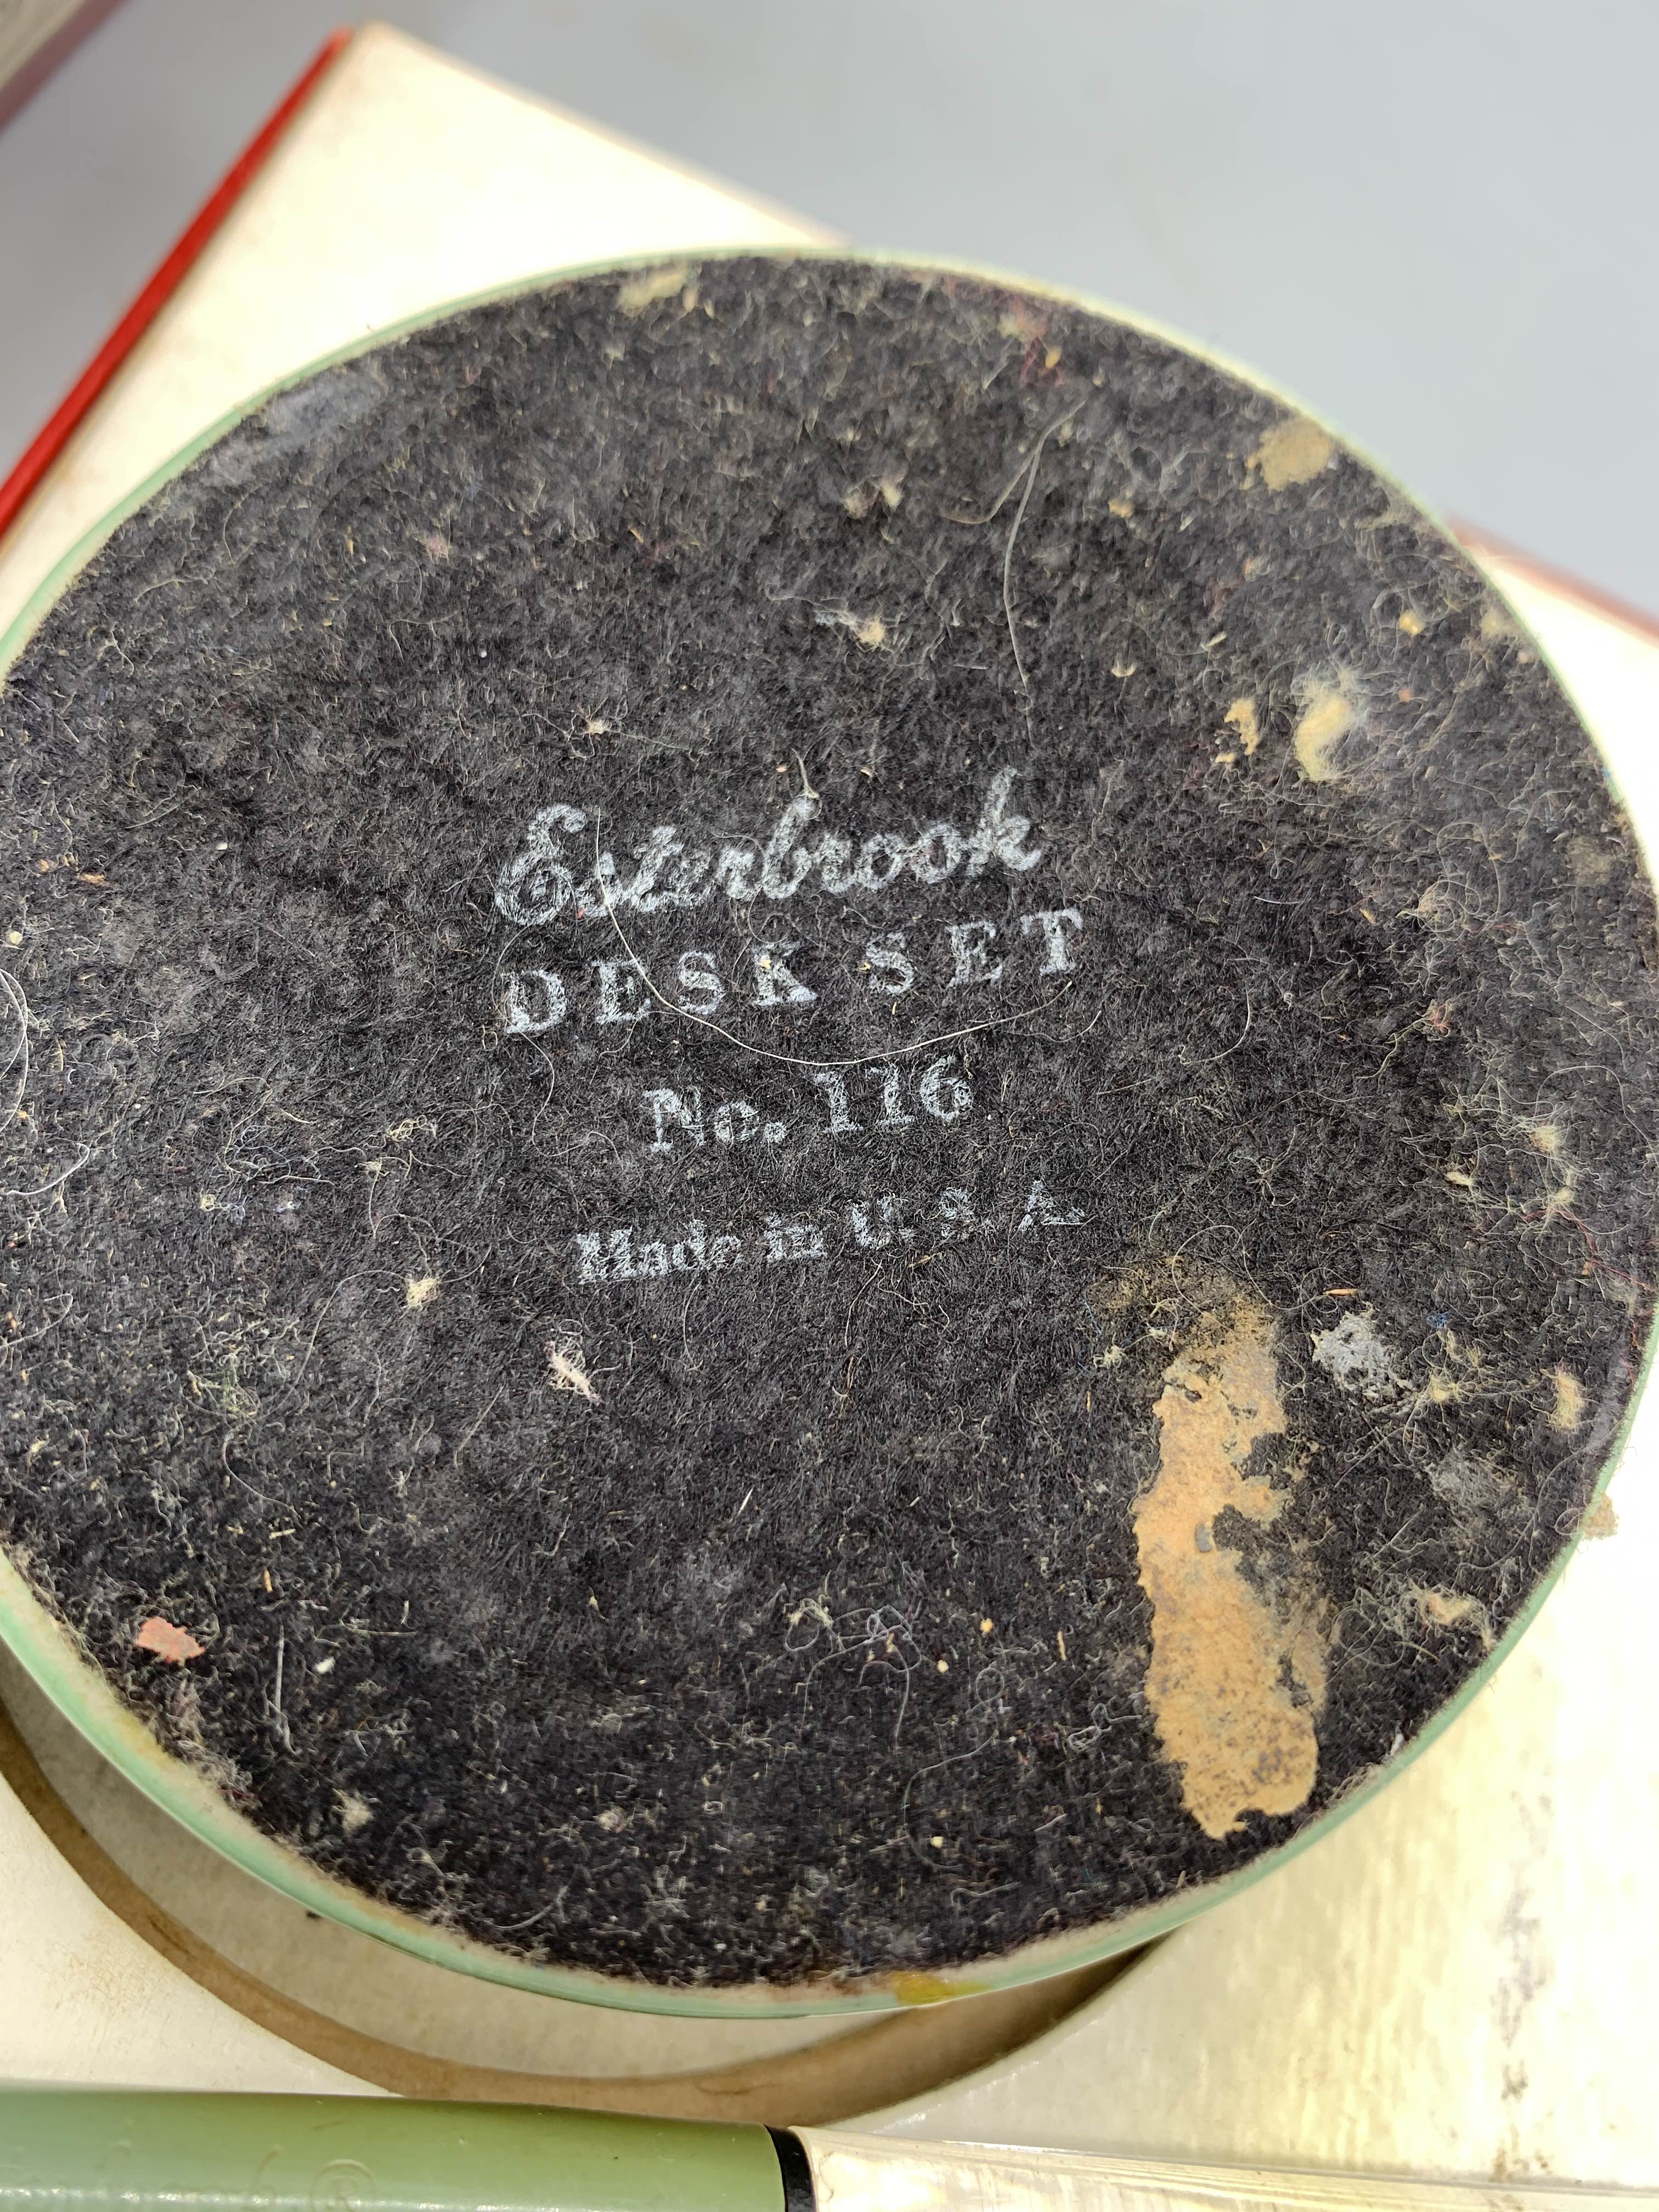 Esterbrook
DESK SET
No. 116
Made in U. S. A.
®